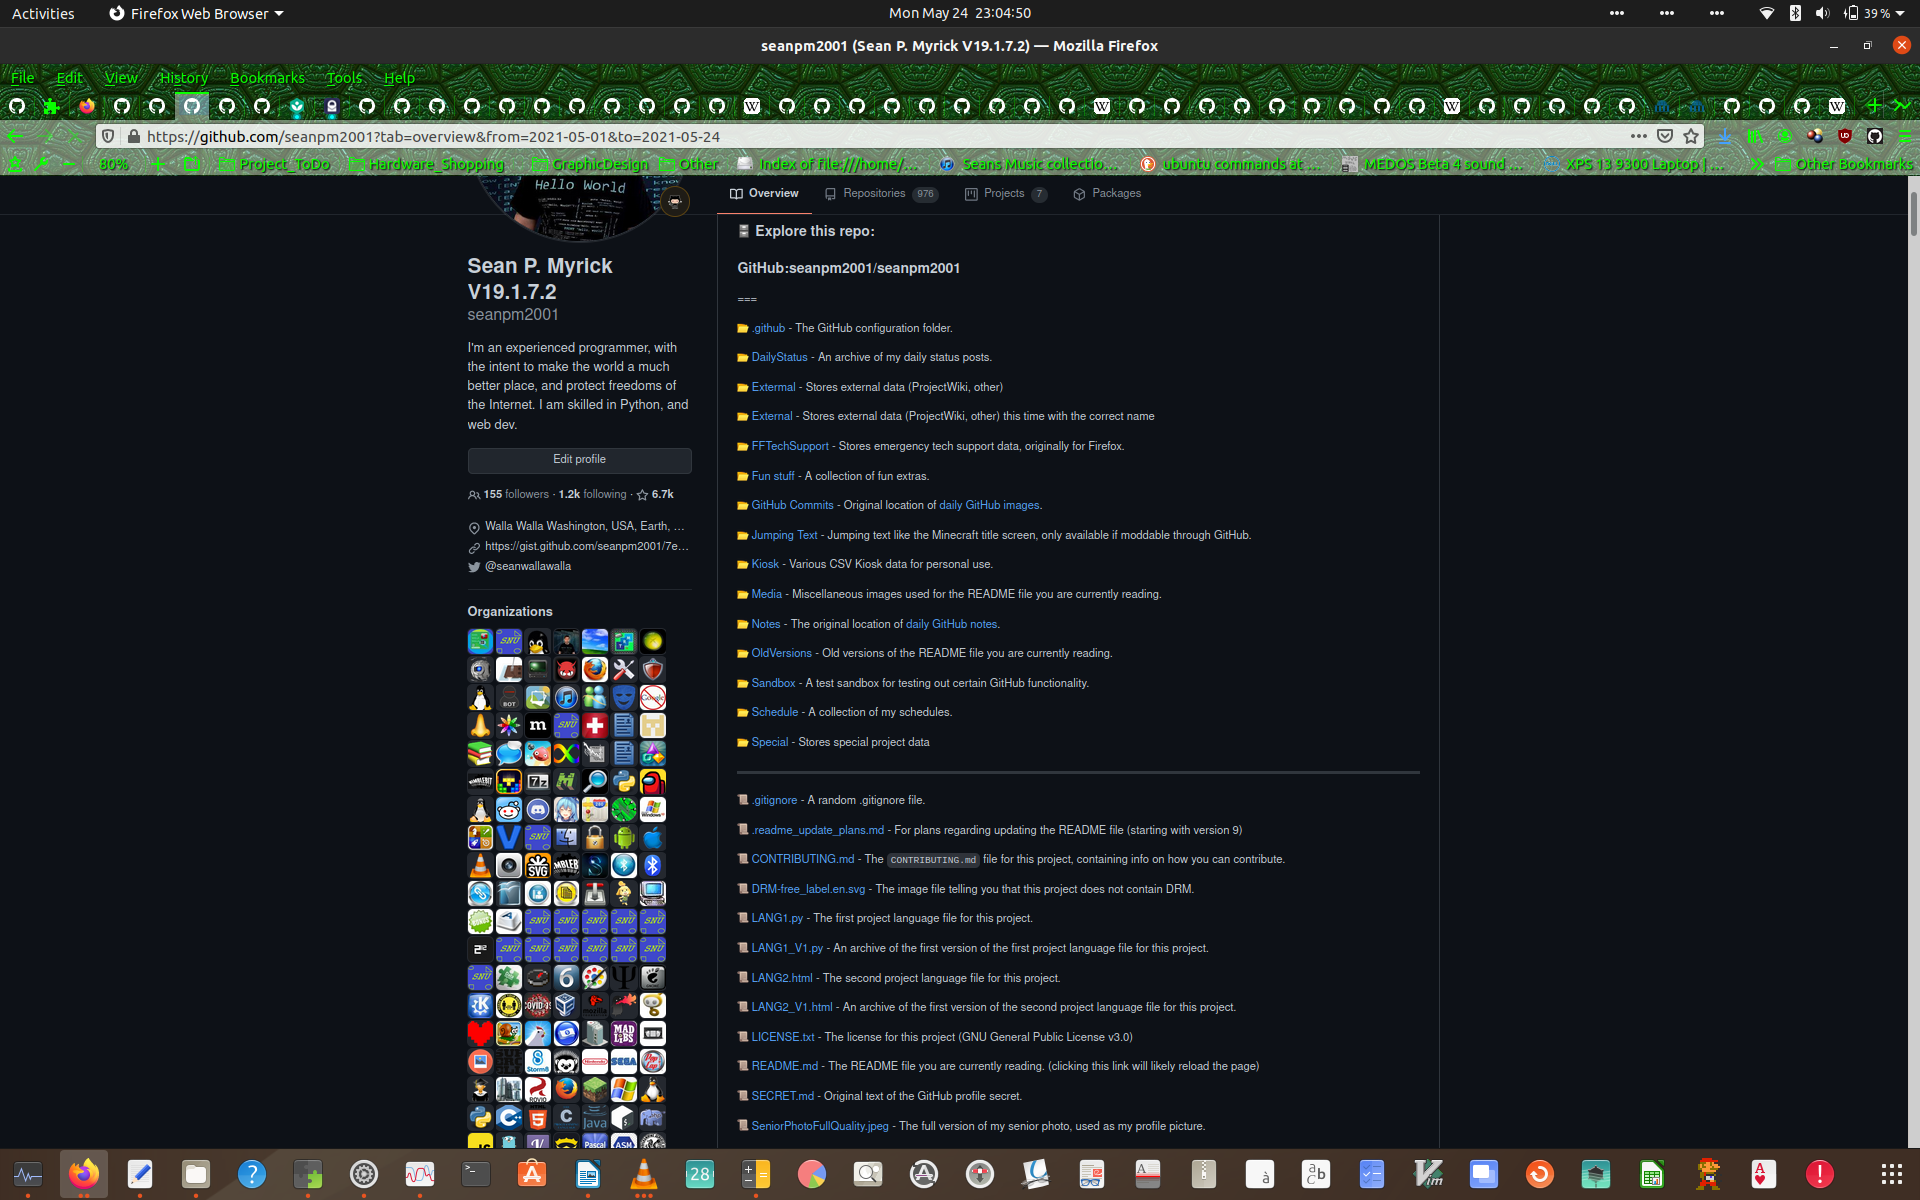 Activities
Firefox Web Browser
Mon May 24 23:04:50
39 %
seanpm2001 (Sean P. Myrick V19.1.7.2) — Mozilla Firefox
File Edit View History Bookmarks Tools Help
https://github.com/seanpm2001?tab=overview&from=2021-05-01&to=2021-05-24
80%
Project_ToDo
Hardware_Shopping
GraphicDesign
Other
Index of file:///home/...
Seans Music collectio...
ubuntu commands at ...
MEDOS Beta 4 sound ...
XPS 13 9300 Laptop | ...
Other Bookmarks
Hello World
Overview
Repositories 976
Projects 7
Packages
Sean P. Myrick
V19.1.7.2
seanpm2001
I'm an experienced programmer, with
the intent to make the world a much
better place, and protect freedoms of
the Internet. I am skilled in Python, and
web dev.
Edit profile
155 followers · 1.2k following · 6.7k
Walla Walla Washington, USA, Earth, ...
https://gist.github.com/seanpm2001/7e...
@seanwallawalla
Organizations
Explore this repo:
GitHub:seanpm2001/seanpm2001
===
.github - The GitHub configuration folder.
DailyStatus - An archive of my daily status posts.
Extermal - Stores external data (ProjectWiki, other)
External - Stores external data (ProjectWiki, other) this time with the correct name
FFTechSupport - Stores emergency tech support data, originally for Firefox.
Fun stuff - A collection of fun extras.
GitHub Commits - Original location of daily GitHub images.
Jumping Text - Jumping text like the Minecraft title screen, only available if moddable through GitHub.
Kiosk - Various CSV Kiosk data for personal use.
Media - Miscellaneous images used for the README file you are currently reading.
Notes - The original location of daily GitHub notes.
OldVersions - Old versions of the README file you are currently reading.
Sandbox - A test sandbox for testing out certain GitHub functionality.
Schedule - A collection of my schedules.
Special - Stores special project data
.gitignore - A random .gitignore file.
.readme_update_plans.md - For plans regarding updating the README file (starting with version 9)
CONTRIBUTING.md - The CONTRIBUTING.md file for this project, containing info on how you can contribute.
DRM-free_label.en.svg - The image file telling you that this project does not contain DRM.
LANG1.py - The first project language file for this project.
LANG1_V1.py - An archive of the first version of the first project language file for this project.
LANG2.html - The second project language file for this project.
LANG2_V1.html - An archive of the first version of the second project language file for this project.
LICENSE.txt - The license for this project (GNU General Public License v3.0)
README.md - The README file you are currently reading. (clicking this link will likely reload the page)
SECRET.md - Original text of the GitHub profile secret.
SeniorPhotoFullQuality.jpeg - The full version of my senior photo, used as my profile picture.
28